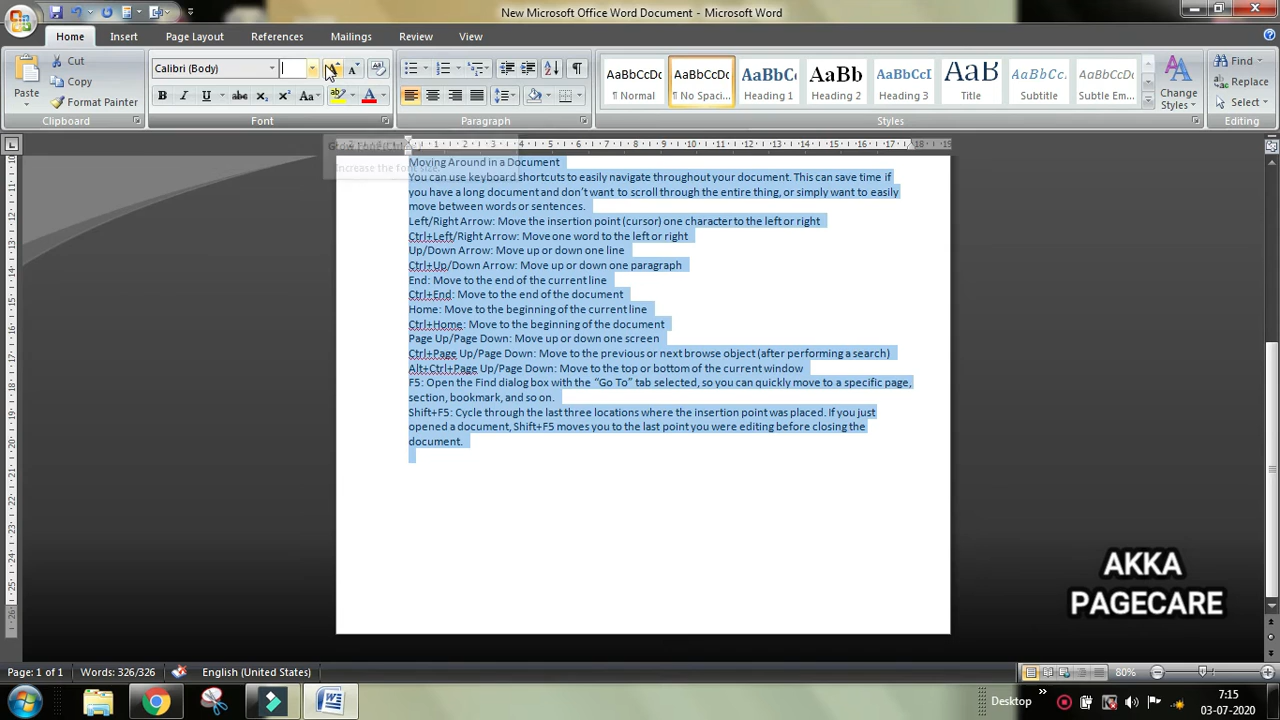 New Microsoft Office Word Document - Microsoft Word
Home Insert Page Layout References Mailings Review View
Paste
Cut
Copy
Format Painter
Clipboard
Calibri (Body)
B I U abc x₂ x² Aa
Font
Paragraph
AaBbCcDc AaBbCcDc AaBbC AaBbCc AaBbCcI AaB AaBbCcI AaBbCcDc
¶ Normal ¶ No Spaci... Heading 1 Heading 2 Heading 3 Title Subtitle Subtle Em...
Change Styles
Styles
Find
Replace
Select
Editing
Increase the font size.
Moving Around in a Document
You can use keyboard shortcuts to easily navigate throughout your document. This can save time if
you have a long document and don’t want to scroll through the entire thing, or simply want to easily
move between words or sentences.
Left/Right Arrow: Move the insertion point (cursor) one character to the left or right
Ctrl+Left/Right Arrow: Move one word to the left or right
Up/Down Arrow: Move up or down one line
Ctrl+Up/Down Arrow: Move up or down one paragraph
End: Move to the end of the current line
Ctrl+End: Move to the end of the document
Home: Move to the beginning of the current line
Ctrl+Home: Move to the beginning of the document
Page Up/Page Down: Move up or down one screen
Ctrl+Page Up/Page Down: Move to the previous or next browse object (after performing a search)
Alt+Ctrl+Page Up/Page Down: Move to the top or bottom of the current window
F5: Open the Find dialog box with the “Go To” tab selected, so you can quickly move to a specific page,
section, bookmark, and so on.
Shift+F5: Cycle through the last three locations where the insertion point was placed. If you just
opened a document, Shift+F5 moves you to the last point you were editing before closing the
document.
AKKA
PAGECARE
Page: 1 of 1 Words: 326/326 English (United States) 80%
Desktop
7:15
03-07-2020